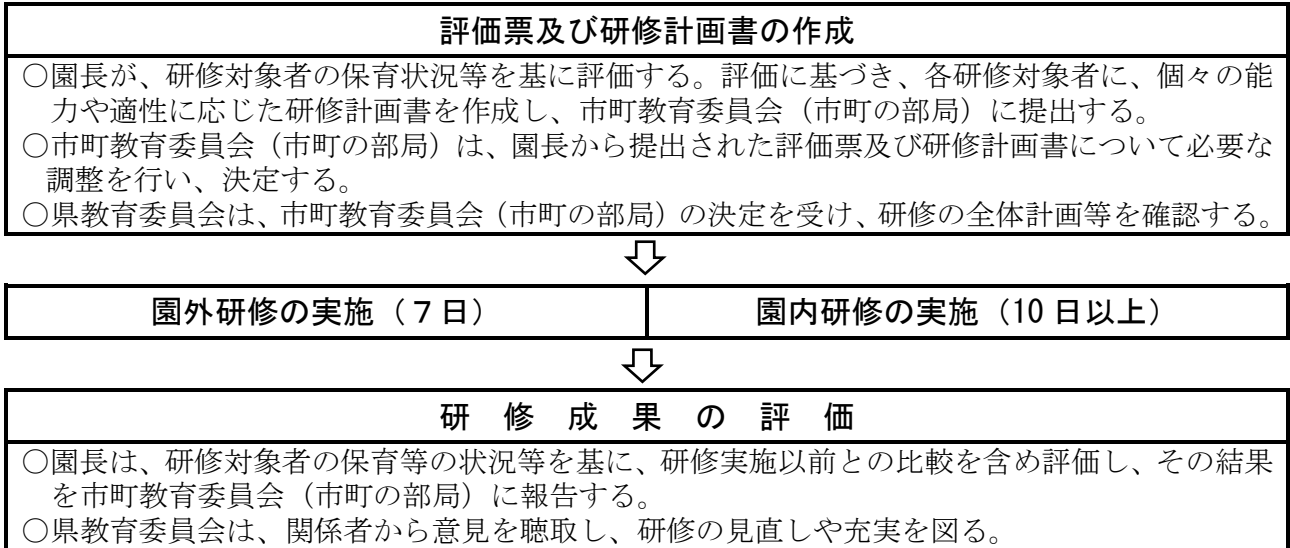 評価票及び研修計画書の作成
○園長が、研修対象者の保育状況等を基に評価する。評価に基づき、各研修対象者に、個々の能
力や適性に応じた研修計画書を作成し、市町教育委員会（市町の部局）に提出する。
○市町教育委員会（市町の部局）は、園長から提出された評価票及び研修計画書について必要な
調整を行い、決定する。
○県教育委員会は、市町教育委員会（市町の部局）の決定を受け、研修の全体計画等を確認する。
園外研修の実施（７日）
園内研修の実施（10日以上）
研　修　成　果　の　評　価
○園長は、研修対象者の保育等の状況等を基に、研修実施以前との比較を含め評価し、その結果
を市町教育委員会（市町の部局）に報告する。
○県教育委員会は、関係者から意見を聴取し、研修の見直しや充実を図る。